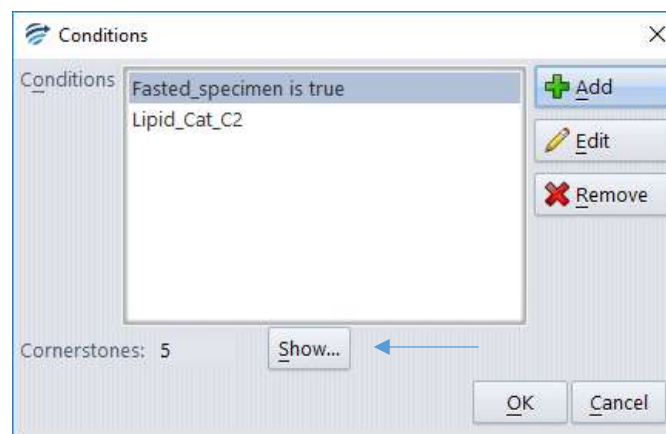 Conditions
Conditions
Fasted_specimen is true
Lipid_Cat_C2
Add
Edit
Remove
Cornerstones: 5
Show...
OK
Cancel